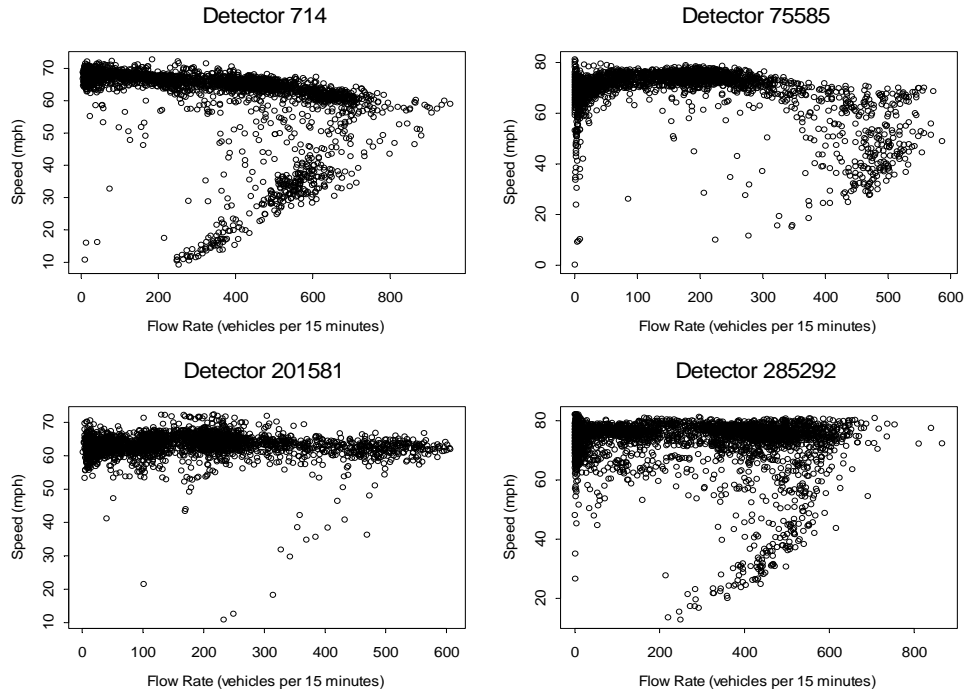 Detector 714
Speed (mph)
70
60
50
40
30
20
10
0 200 400 600 800
Flow Rate (vehicles per 15 minutes)
Detector 75585
Speed (mph)
80
60
40
20
0
0 100 200 300 400 500 600
Flow Rate (vehicles per 15 minutes)
Detector 201581
Speed (mph)
70
60
50
40
30
20
10
0 100 200 300 400 500 600
Flow Rate (vehicles per 15 minutes)
Detector 285292
Speed (mph)
80
60
40
20
0 200 400 600 800
Flow Rate (vehicles per 15 minutes)